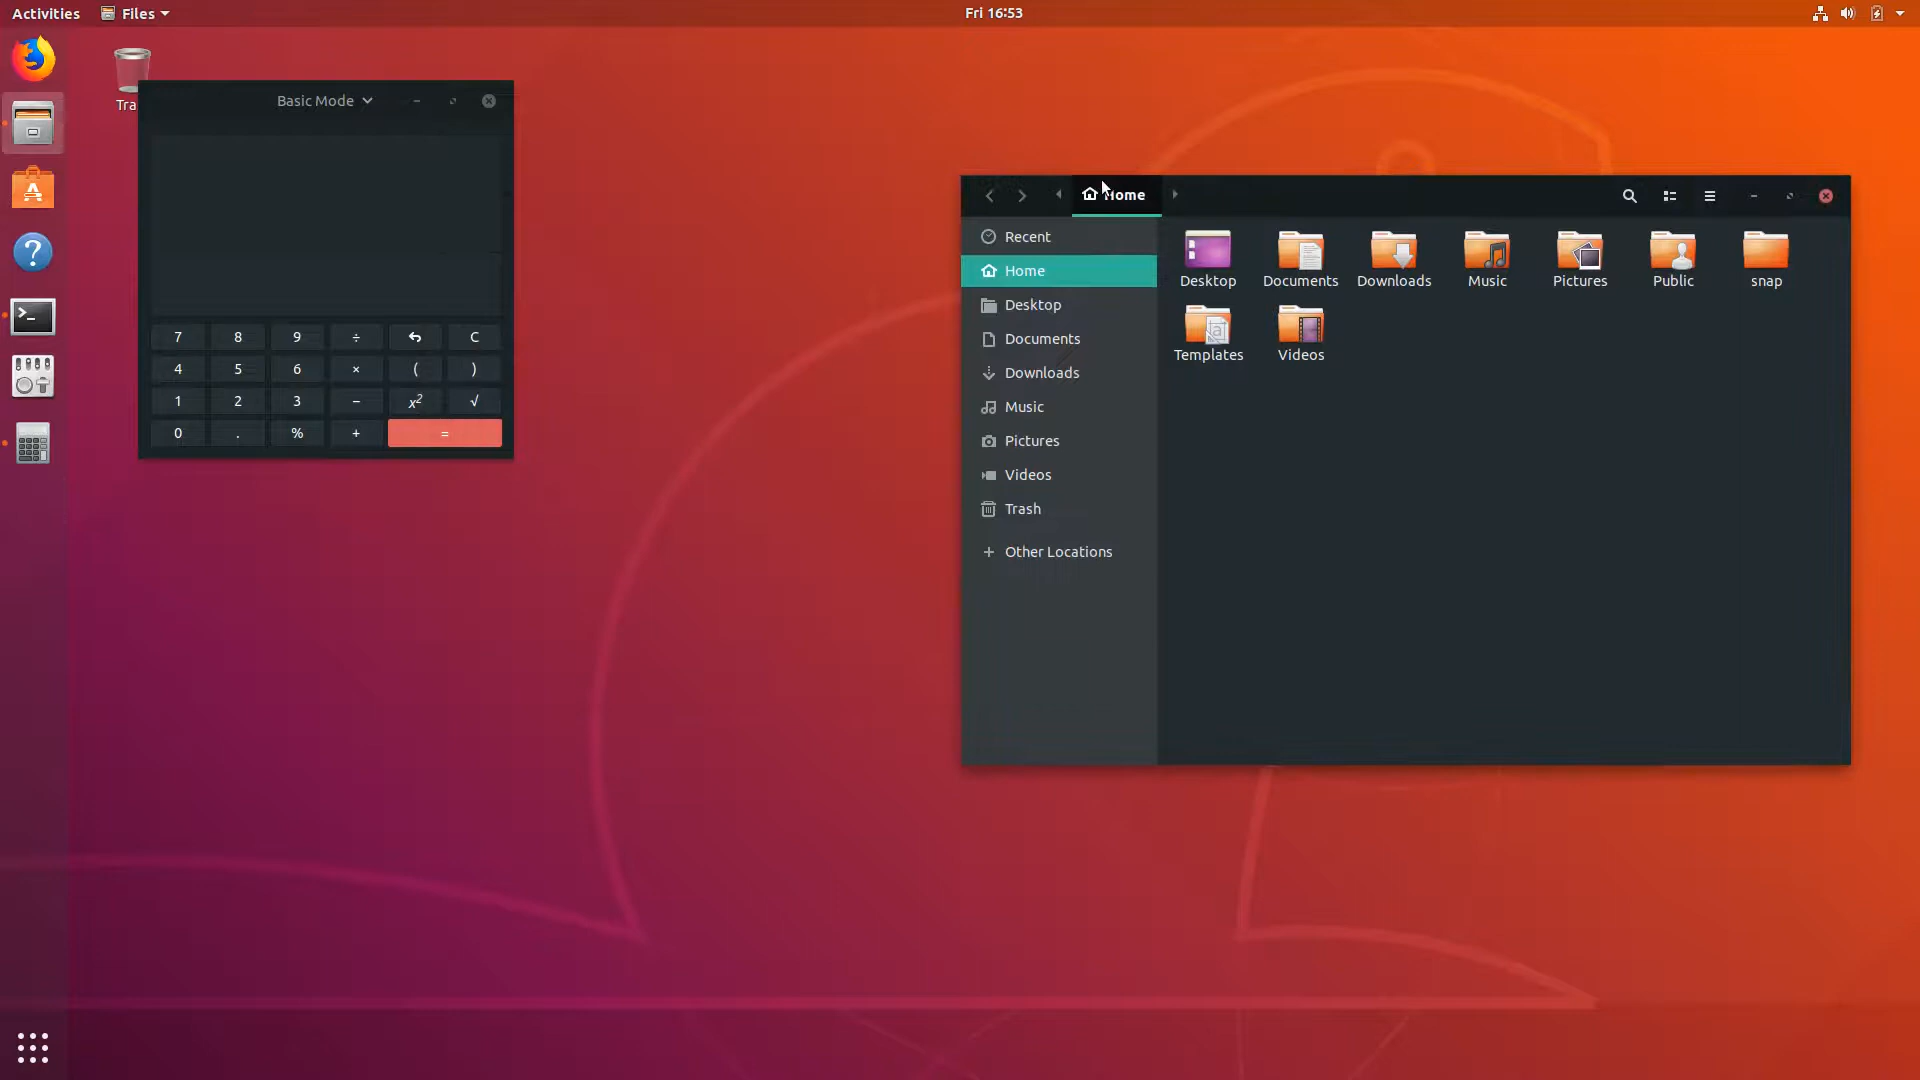 Activities
Files
Fri 16:53
Tra
Basic Mode
7 8 9 ÷ C
4 5 6 × ( )
1 2 3 − x² √
0 . % + =
Home
Recent
Home
Desktop
Documents
Downloads
Music
Pictures
Videos
Trash
Other Locations
Desktop Documents Downloads Music Pictures Public snap
Templates Videos